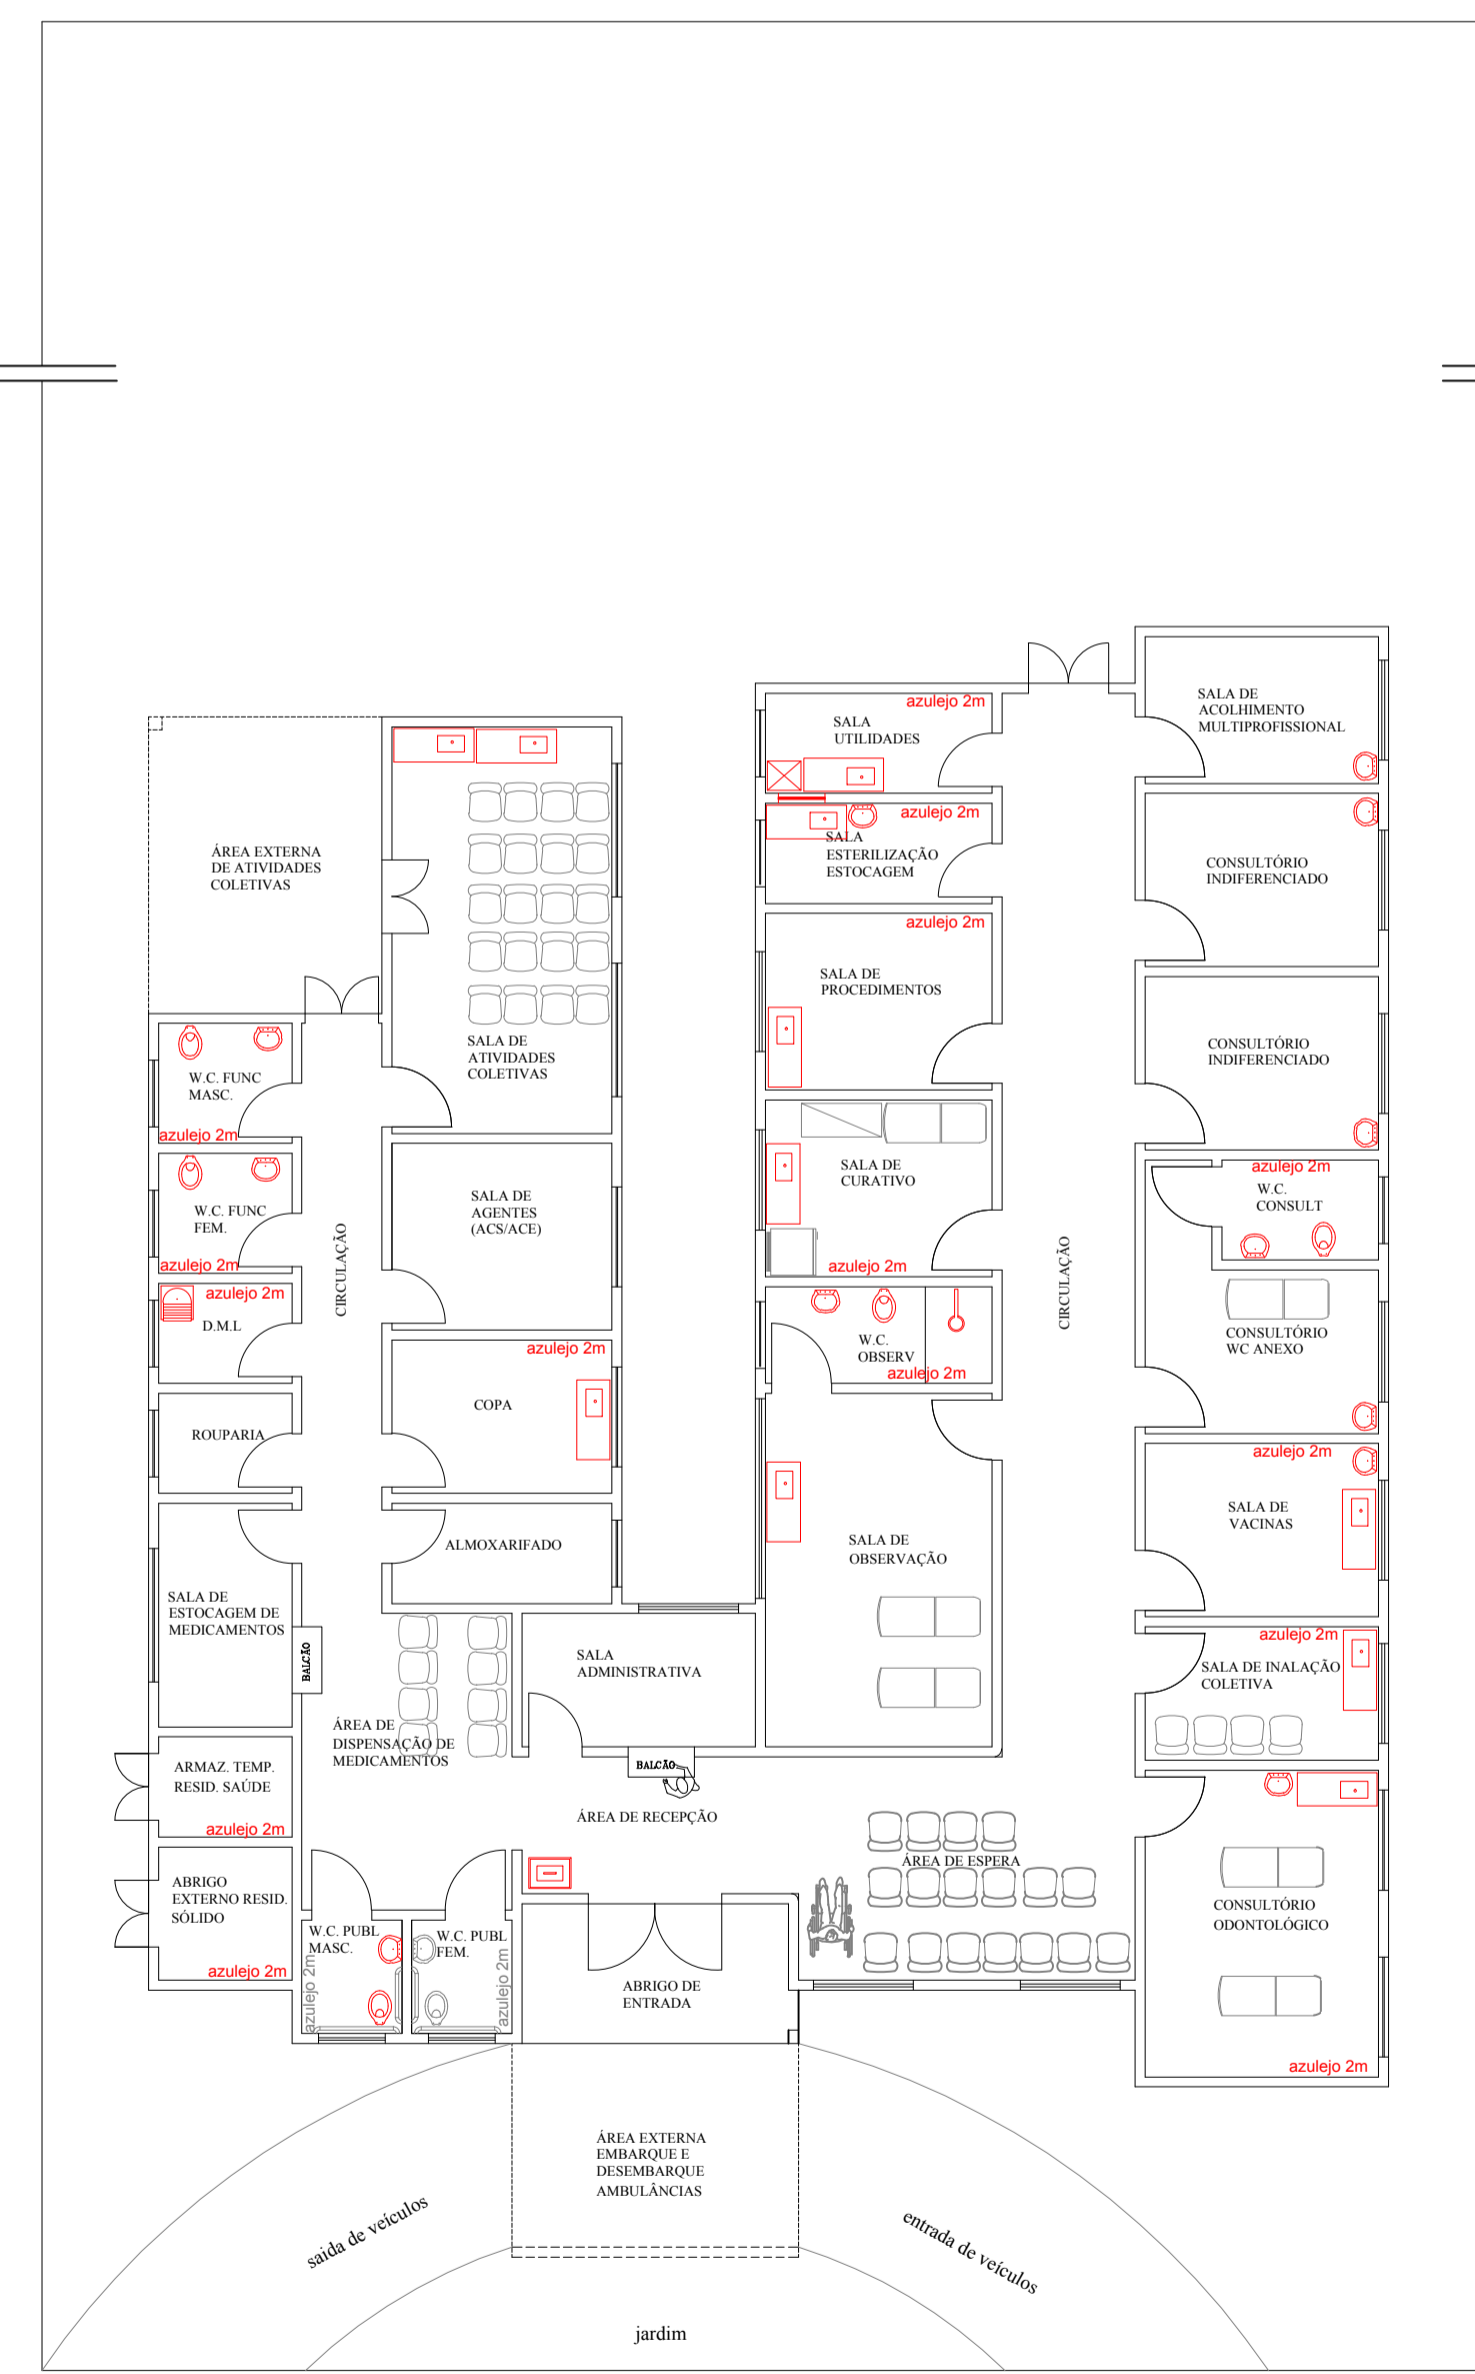 azulejo 2m
SALA
UTILIDADES
SALA DE
ACOLHIMENTO
MULTIPROFISSIONAL
azulejo 2m
SALA
ESTERILIZAÇÃO
ESTOCAGEM
ÁREA EXTERNA
DE ATIVIDADES
COLETIVAS
CONSULTÓRIO
INDIFERENCIADO
azulejo 2m
SALA DE
PROCEDIMENTOS
SALA DE
ATIVIDADES
COLETIVAS
CONSULTÓRIO
INDIFERENCIADO
W.C. FUNC
MASC.
azulejo 2m
SALA DE
CURATIVO
azulejo 2m
azulejo 2m
W.C.
CONSULT
W.C. FUNC
FEM.
azulejo 2m
SALA DE
AGENTES
(ACS/ACE)
CIRCULAÇÃO
CIRCULAÇÃO
azulejo 2m
D.M.L
W.C.
OBSERV
azulejo 2m
CONSULTÓRIO
WC ANEXO
azulejo 2m
COPA
ROUPARIA
azulejo 2m
SALA DE
VACINAS
ALMOXARIFADO
SALA DE
OBSERVAÇÃO
SALA DE
ESTOCAGEM DE
MEDICAMENTOS
BALCÃO
SALA
ADMINISTRATIVA
azulejo 2m
SALA DE INALAÇÃO
COLETIVA
ÁREA DE
DISPENSAÇÃO DE
MEDICAMENTOS
BALCÃO
ARMAZ. TEMP.
RESID. SAÚDE
azulejo 2m
ÁREA DE RECEPÇÃO
ÁREA DE ESPERA
ABRIGO
EXTERNO RESID.
SÓLIDO
azulejo 2m
CONSULTÓRIO
ODONTOLÓGICO
azulejo 2m
W.C. PUBL
MASC.
azulejo 2m
W.C. PUBL
FEM.
azulejo 2m
ABRIGO DE
ENTRADA
ÁREA EXTERNA
EMBARQUE E
DESEMBARQUE
AMBULÂNCIAS
saida de veículos
entrada de veículos
jardim